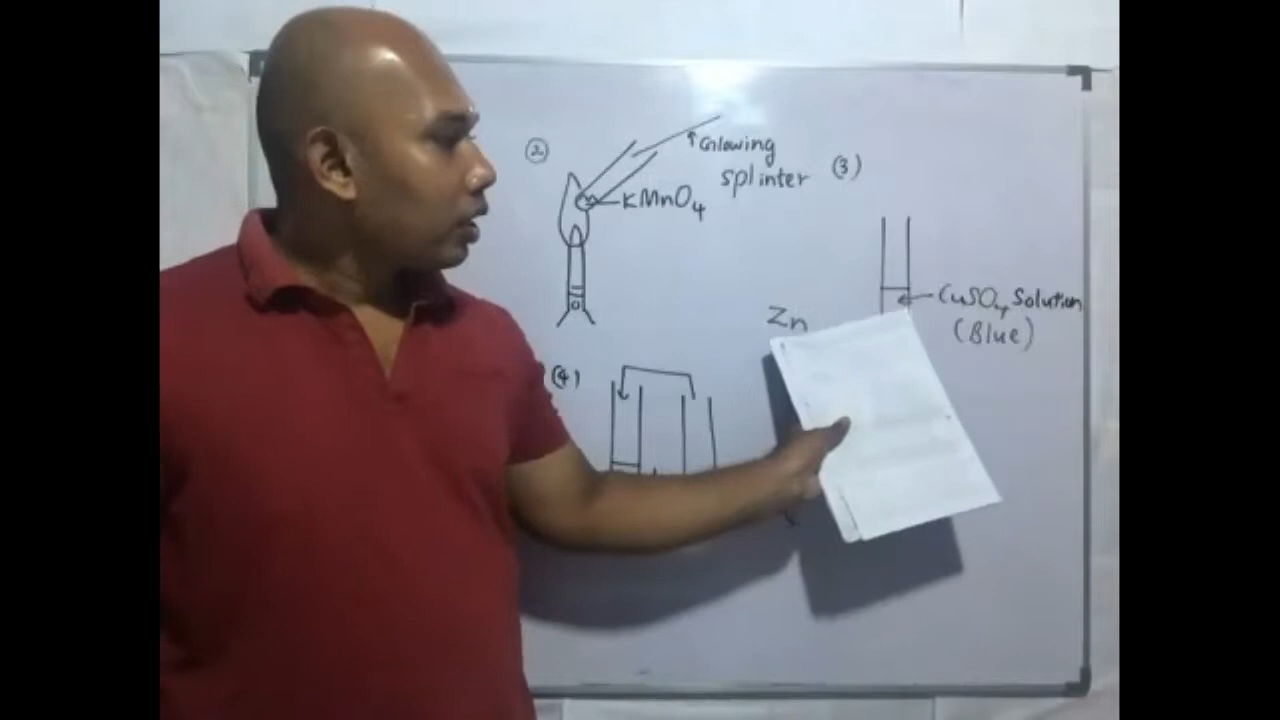 (2)
Glowing
splinter
KMnO4
(3)
CuSO4 Solution
(Blue)
Zn
(4)